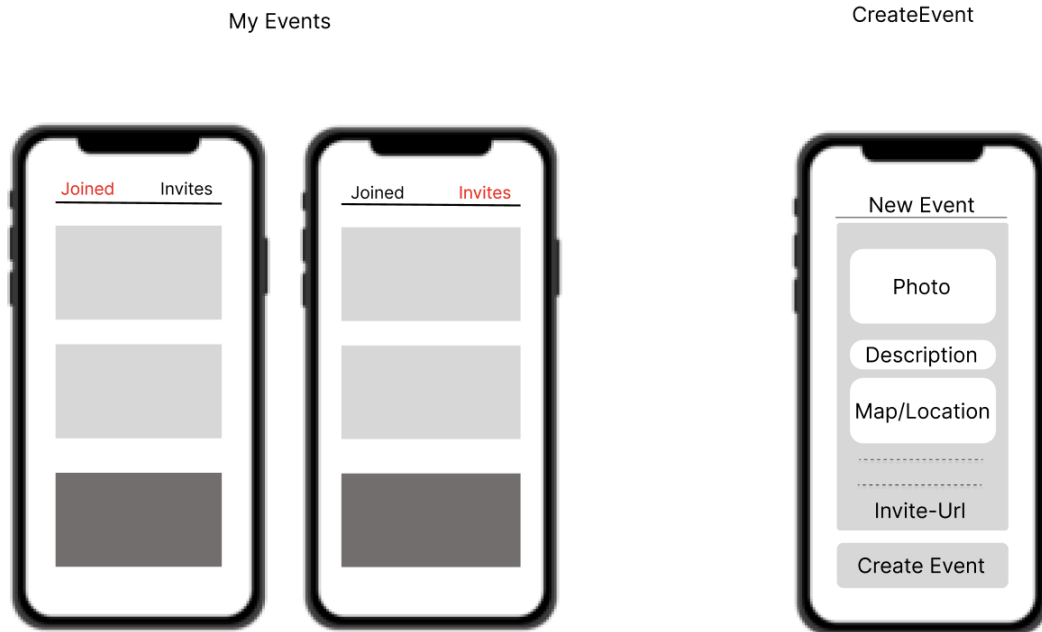 My Events
CreateEvent
Joined Invites
Joined Invites
New Event
Photo
Description
Map/Location
Invite-Url
Create Event